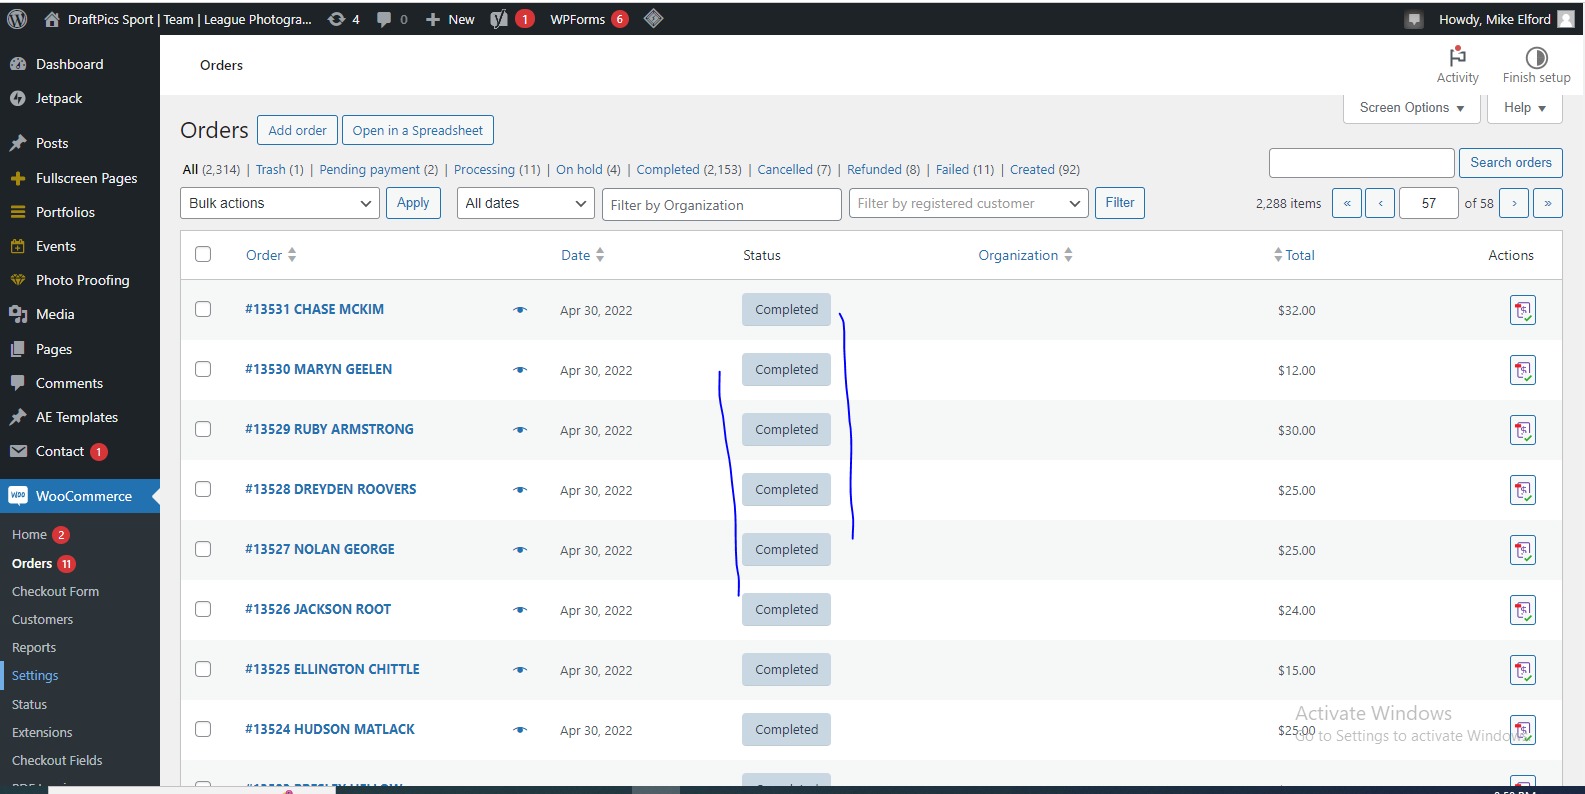 DraftPics Sport | Team | League Photogra... 4 0 New 1 WPForms 6 Howdy, Mike Elford
Dashboard
Jetpack
Posts
Fullscreen Pages
Portfolios
Events
Photo Proofing
Media
Pages
Comments
AE Templates
Contact 1
WooCommerce
Home 2
Orders 11
Checkout Form
Customers
Reports
Settings
Status
Extensions
Checkout Fields
Orders
Activity Finish setup
Screen Options Help
Orders Add order Open in a Spreadsheet
All (2,314) | Trash (1) | Pending payment (2) | Processing (11) | On hold (4) | Completed (2,153) | Cancelled (7) | Refunded (8) | Failed (11) | Created (92)
Search orders
Bulk actions Apply All dates Filter by Organization Filter by registered customer Filter 2,288 items « ‹ 57 of 58 › »
Order Date Status Organization Total Actions
#13531 CHASE MCKIM Apr 30, 2022 Completed $32.00
#13530 MARYN GEELEN Apr 30, 2022 Completed $12.00
#13529 RUBY ARMSTRONG Apr 30, 2022 Completed $30.00
#13528 DREYDEN ROOVERS Apr 30, 2022 Completed $25.00
#13527 NOLAN GEORGE Apr 30, 2022 Completed $25.00
#13526 JACKSON ROOT Apr 30, 2022 Completed $24.00
#13525 ELLINGTON CHITTLE Apr 30, 2022 Completed $15.00
#13524 HUDSON MATLACK Apr 30, 2022 Completed $25.00
Activate Windows
Go to Settings to activate Windows.